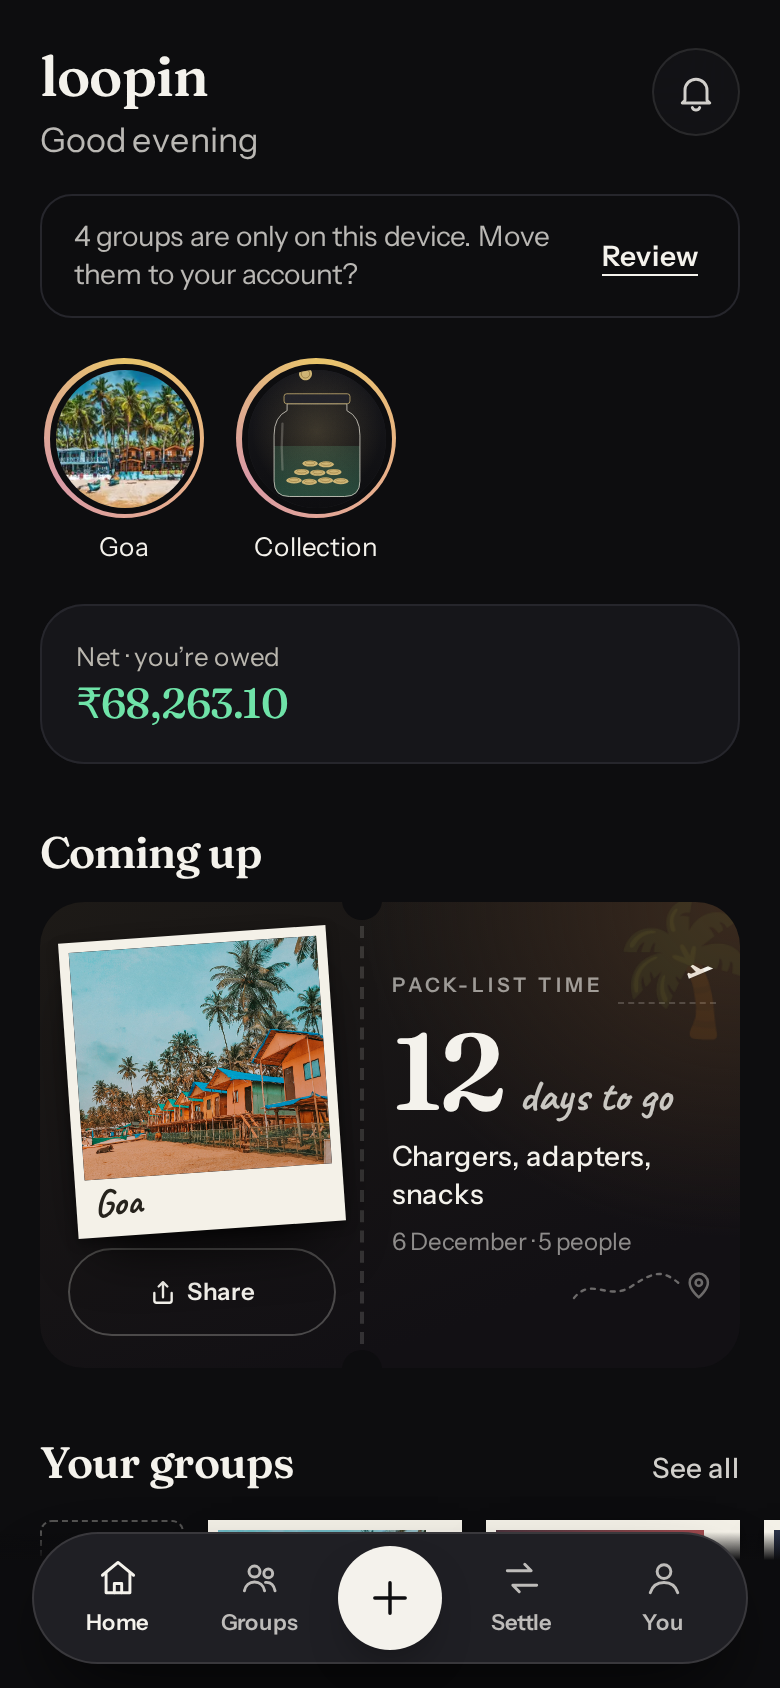 loopin
Good evening
4 groups are only on this device. Move
them to your account?
Review
Goa
Collection
Net · you’re owed
₹68,263.10
Coming up
PACK-LIST TIME
12 days to go
Chargers, adapters,
snacks
6 December · 5 people
Goa
Share
Your groups
See all
Home
Groups
Settle
You